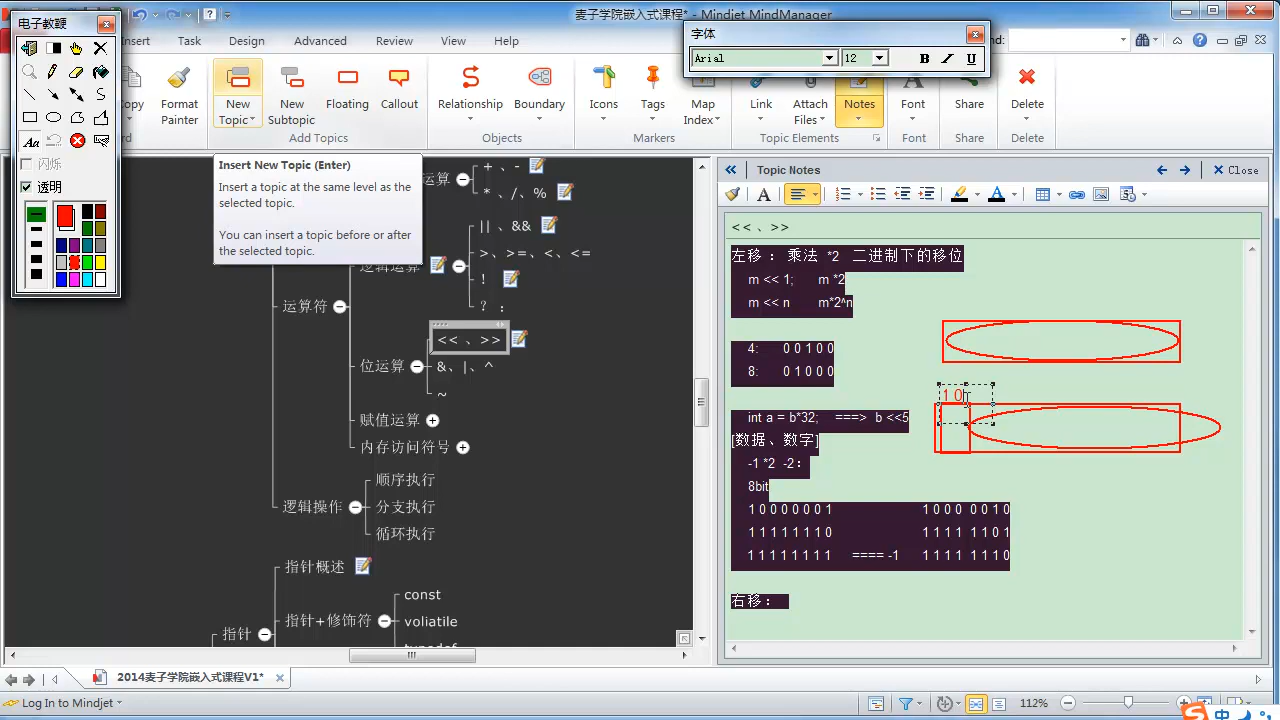 电子教鞭
麦子学院嵌入式课程* - Mindjet MindManager
字体
Arial
12
B
I
U
Insert
Task
Design
Advanced
Review
View
Help
New Topic
New Subtopic
Floating
Callout
Relationship
Boundary
Icons
Tags
Map Index
Link
Attach Files
Notes
Font
Share
Delete
Format Painter
Add Topics
Objects
Markers
Topic Elements
Font
Share
Delete
Aa
闪烁
透明
Insert New Topic (Enter)
Insert a topic at the same level as the
selected topic.
You can insert a topic before or after
the selected topic.
+ 、-
* 、/、%
|| 、&&
逻辑运算
>、>=、<、<=
!
? :
运算符
<< 、>>
位运算
&、|、^
~
赋值运算
内存访问符号
逻辑操作
顺序执行
分支执行
循环执行
指针概述
指针+修饰符
const
voliatile
typedef
指针
Topic Notes
Close
<< 、>>
左移 : 乘法 *2 二进制下的移位
m << 1; m *2
m << n m*2^n
4: 0 0 1 0 0
8: 0 1 0 0 0
int a = b*32; ===> b <<5
[数据、数字]
-1 *2 -2:
8bit
1 0 0 0 0 0 0 1 1 0 0 0 0 0 1 0
1 1 1 1 1 1 1 0 1 1 1 1 1 1 0 1
1 1 1 1 1 1 1 1 ==== -1 1 1 1 1 1 1 1 0
右移 :
1 0
2014麦子学院嵌入式课程V1*
Log In to Mindjet
112%
中